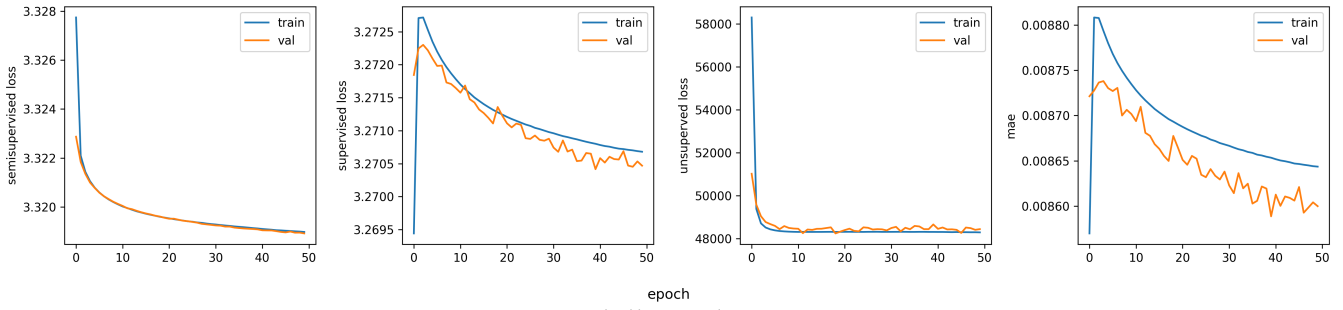 semisupervised loss
3.328
3.326
3.324
3.322
3.320
0 10 20 30 40 50
train
val
supervised loss
3.2725
3.2720
3.2715
3.2710
3.2705
3.2700
3.2695
0 10 20 30 40 50
train
val
unsuperved loss
58000
56000
54000
52000
50000
48000
0 10 20 30 40 50
train
val
mae
0.00880
0.00875
0.00870
0.00865
0.00860
0 10 20 30 40 50
train
val
epoch